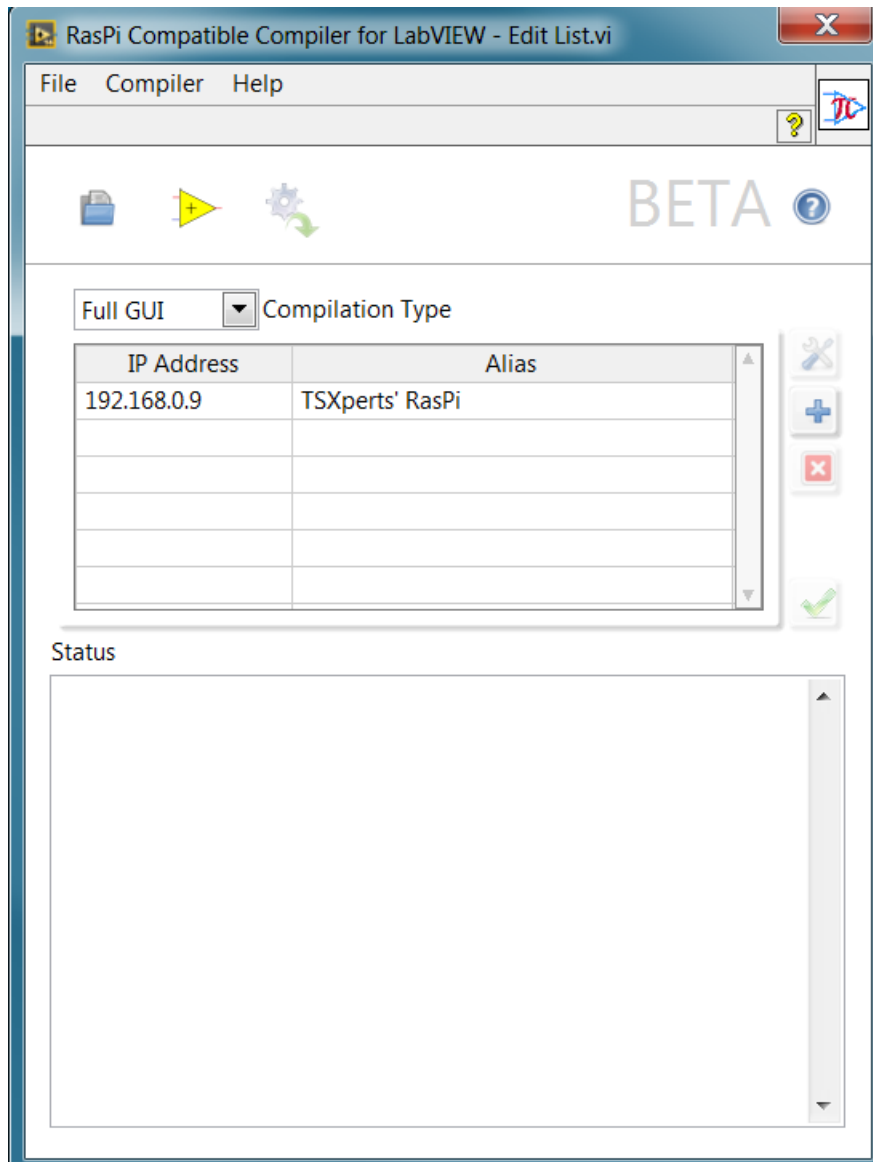 RasPi Compatible Compiler for LabVIEW - Edit List.vi
File Compiler Help
BETA
Full GUI Compilation Type
IP Address Alias
192.168.0.9 TSXperts' RasPi
Status